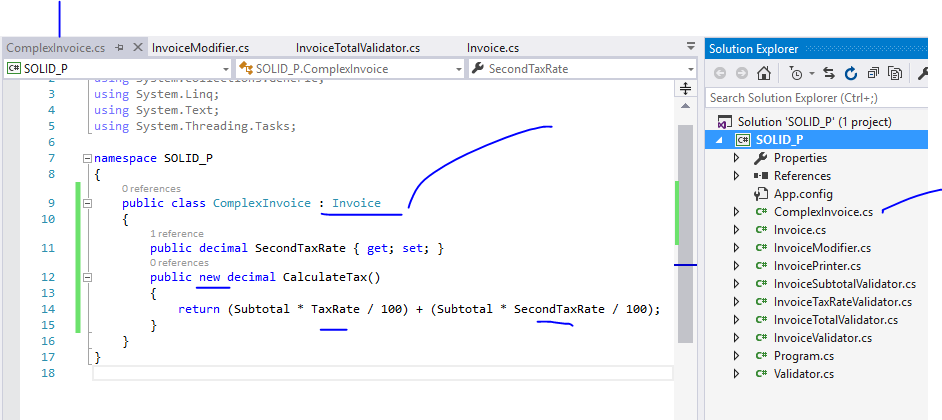 ComplexInvoice.cs InvoiceModifier.cs InvoiceTotalValidator.cs Invoice.cs
SOLID_P SOLID_P.ComplexInvoice SecondTaxRate
3 using System.Linq;
4 using System.Text;
5 using System.Threading.Tasks;
6
7 namespace SOLID_P
8 {
0 references
9 public class ComplexInvoice : Invoice
10 {
1 reference
11 public decimal SecondTaxRate { get; set; }
0 references
12 public new decimal CalculateTax()
13 {
14 return (Subtotal * TaxRate / 100) + (Subtotal * SecondTaxRate / 100);
15 }
16 }
17 }
18
Solution Explorer
Search Solution Explorer (Ctrl+;)
Solution 'SOLID_P' (1 project)
C# SOLID_P
Properties
References
App.config
C# ComplexInvoice.cs
C# Invoice.cs
C# InvoiceModifier.cs
C# InvoicePrinter.cs
C# InvoiceSubtotalValidator.cs
C# InvoiceTaxRateValidator.cs
C# InvoiceTotalValidator.cs
C# InvoiceValidator.cs
C# Program.cs
C# Validator.cs